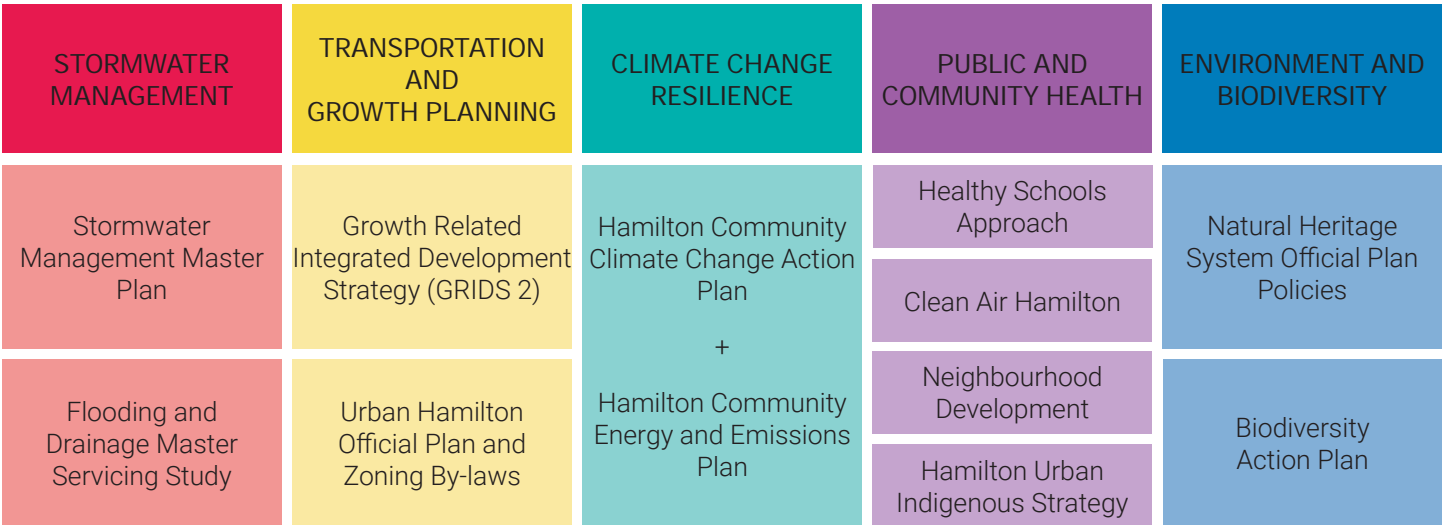 STORMWATER
MANAGEMENT
TRANSPORTATION
AND
GROWTH PLANNING
CLIMATE CHANGE
RESILIENCE
PUBLIC AND
COMMUNITY HEALTH
ENVIRONMENT AND
BIODIVERSITY
Stormwater
Management Master
Plan
Flooding and
Drainage Master
Servicing Study
Growth Related
Integrated Development
Strategy (GRIDS 2)
Urban Hamilton
Official Plan and
Zoning By-laws
Hamilton Community
Climate Change Action
Plan
+
Hamilton Community
Energy and Emissions
Plan
Healthy Schools
Approach
Clean Air Hamilton
Neighbourhood
Development
Hamilton Urban
Indigenous Strategy
Natural Heritage
System Official Plan
Policies
Biodiversity
Action Plan